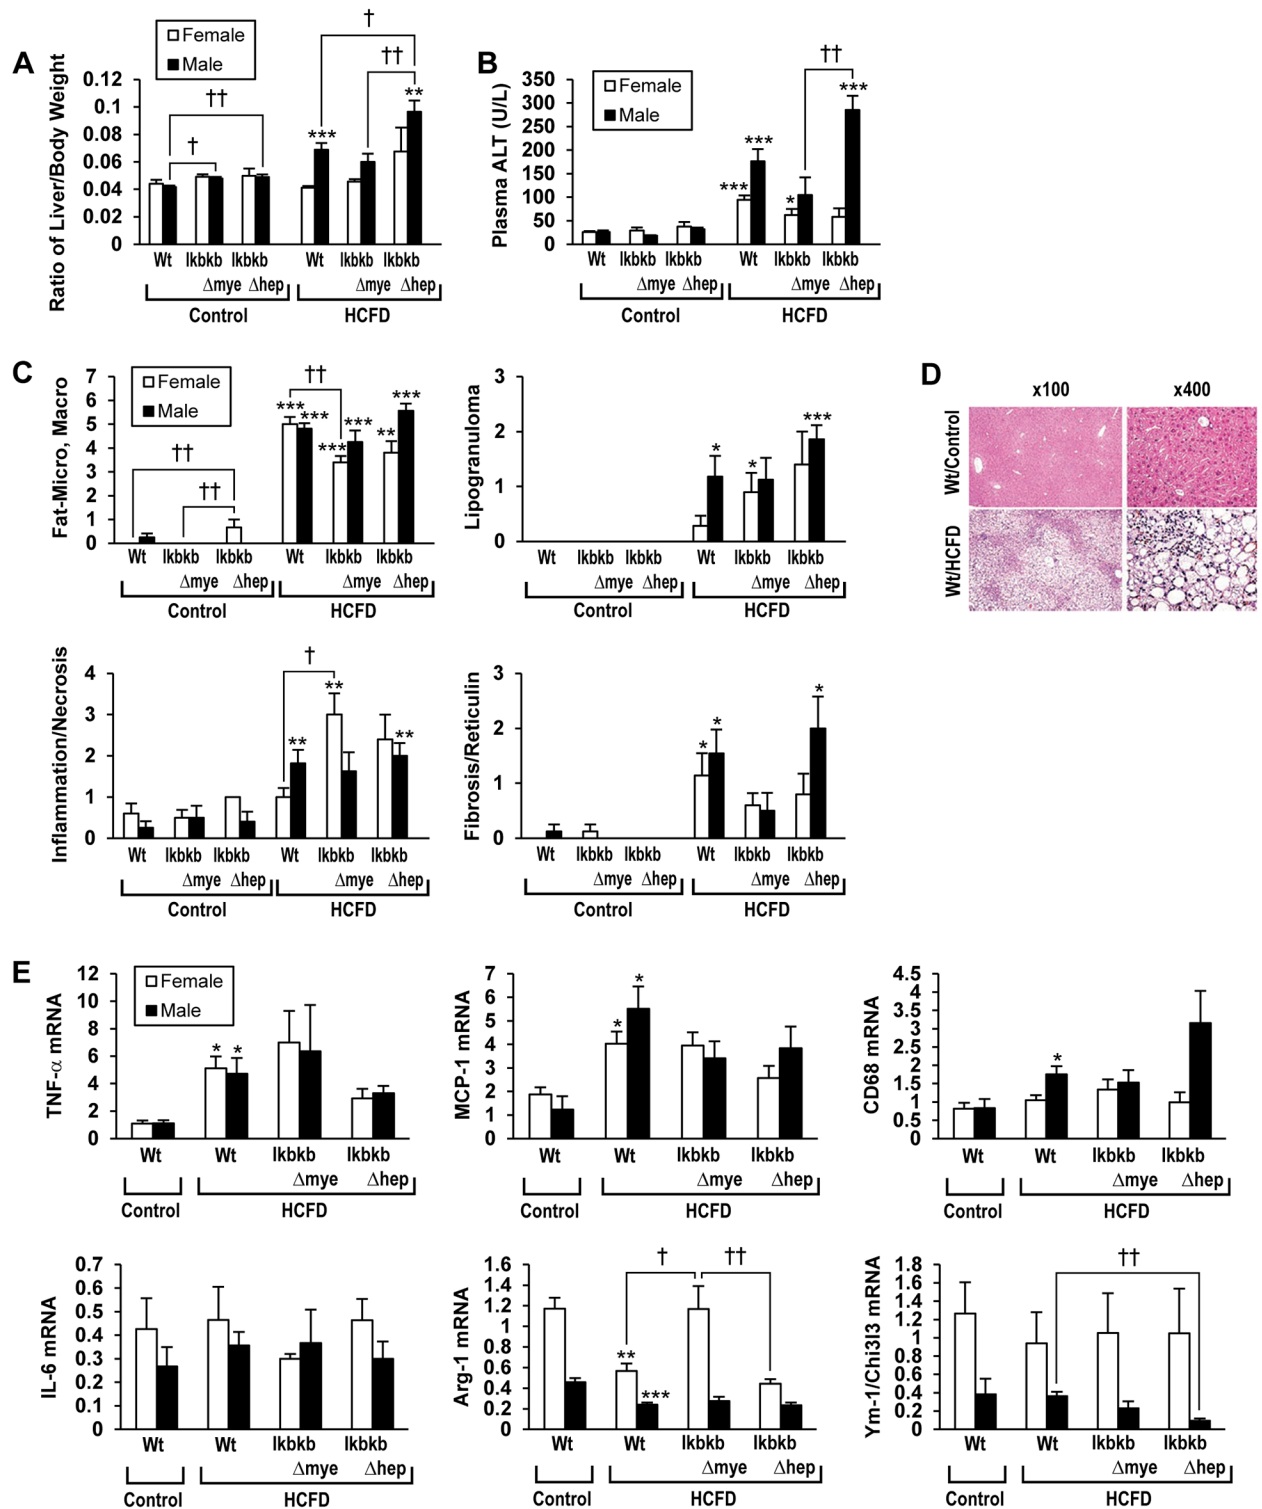 A
Female
Male
†
††
††
†
**
***
Ratio of Liver/Body Weight
0.12
0.1
0.08
0.06
0.04
0.02
0
Wt Ikbkb Ikbkb Wt Ikbkb Ikbkb
Δmye Δhep Δmye Δhep
Control HCFD
B
Female
Male
††
***
***
***
*
Plasma ALT (U/L)
350
300
250
200
150
100
50
0
Wt Ikbkb Ikbkb Wt Ikbkb Ikbkb
Δmye Δhep Δmye Δhep
Control HCFD
C
Female
Male
††
††
††
*** *** *** *** ** ***
Fat-Micro, Macro
7
6
5
4
3
2
1
0
Wt Ikbkb Ikbkb Wt Ikbkb Ikbkb
Δmye Δhep Δmye Δhep
Control HCFD
Lipogranuloma
3
2
1
0
* * ***
Wt Ikbkb Ikbkb Wt Ikbkb Ikbkb
Δmye Δhep Δmye Δhep
Control HCFD
D
x100 x400
Wt/Control
Wt/HCFD
Inflammation/Necrosis
4
3
2
1
0
†
** ** **
Wt Ikbkb Ikbkb Wt Ikbkb Ikbkb
Δmye Δhep Δmye Δhep
Control HCFD
Fibrosis/Reticulin
3
2
1
0
* * *
Wt Ikbkb Ikbkb Wt Ikbkb Ikbkb
Δmye Δhep Δmye Δhep
Control HCFD
E
Female
Male
TNF-α mRNA
12
10
8
6
4
2
0
* *
Wt Wt Ikbkb Ikbkb
Δmye Δhep
Control HCFD
MCP-1 mRNA
7
6
5
4
3
2
1
0
* *
Wt Wt Ikbkb Ikbkb
Δmye Δhep
Control HCFD
CD68 mRNA
4.5
4
3.5
3
2.5
2
1.5
1
0.5
0
*
Wt Wt Ikbkb Ikbkb
Δmye Δhep
Control HCFD
IL-6 mRNA
0.7
0.6
0.5
0.4
0.3
0.2
0.1
0
Wt Wt Ikbkb Ikbkb
Δmye Δhep
Control HCFD
Arg-1 mRNA
1.6
1.4
1.2
1
0.8
0.6
0.4
0.2
0
† ††
** ***
Wt Wt Ikbkb Ikbkb
Δmye Δhep
Control HCFD
Ym-1/Chi3l3 mRNA
1.8
1.6
1.4
1.2
1
0.8
0.6
0.4
0.2
0
††
Wt Wt Ikbkb Ikbkb
Δmye Δhep
Control HCFD